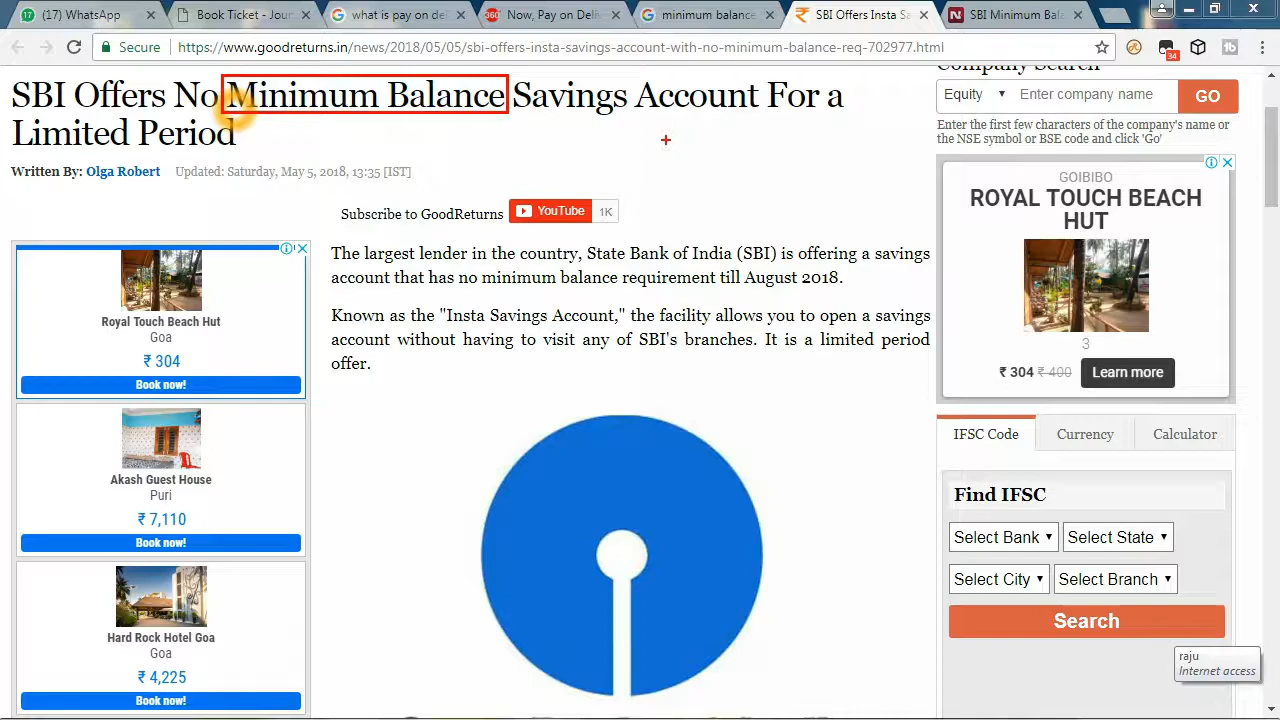 (17) WhatsApp
Book Ticket - Jour
what is pay on de
Now, Pay on Deliv
minimum balance
SBI Offers Insta Sa
SBI Minimum Bala
Secure
https://www.goodreturns.in/news/2018/05/05/sbi-offers-insta-savings-account-with-no-minimum-balance-req-702977.html
34
SBI Offers No Minimum Balance Savings Account For a
Limited Period
Written By: Olga Robert Updated: Saturday, May 5, 2018, 13:35 [IST]
Subscribe to GoodReturns YouTube 1K
The largest lender in the country, State Bank of India (SBI) is offering a savings
account that has no minimum balance requirement till August 2018.
Known as the "Insta Savings Account," the facility allows you to open a savings
account without having to visit any of SBI's branches. It is a limited period
offer.
Royal Touch Beach Hut
Goa
₹ 304
Book now!
Akash Guest House
Puri
₹ 7,110
Book now!
Hard Rock Hotel Goa
Goa
₹ 4,225
Book now!
Company Search
Equity Enter company name GO
Enter the first few characters of the company's name or
the NSE symbol or BSE code and click 'Go'
GOIBIBO
ROYAL TOUCH BEACH
HUT
3
₹ 304 ₹ 400 Learn more
IFSC Code Currency Calculator
Find IFSC
Select Bank Select State
Select City Select Branch
Search
raju
Internet access